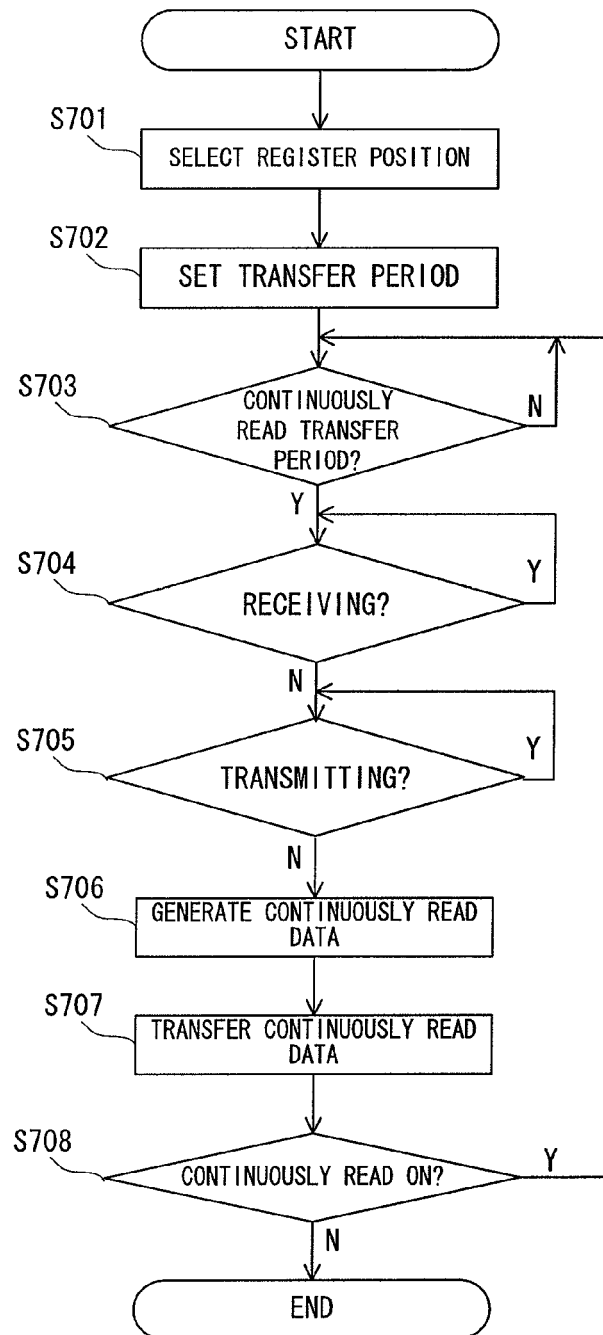 START
S701
SELECT REGISTER POSITION
S702
SET TRANSFER PERIOD
S703
CONTINUOUSLY
READ TRANSFER
PERIOD?
N
Y
S704
RECEIVING?
Y
N
S705
TRANSMITTING?
Y
N
S706
GENERATE CONTINUOUSLY READ
DATA
S707
TRANSFER CONTINUOUSLY READ
DATA
S708
CONTINUOUSLY READ ON?
Y
N
END